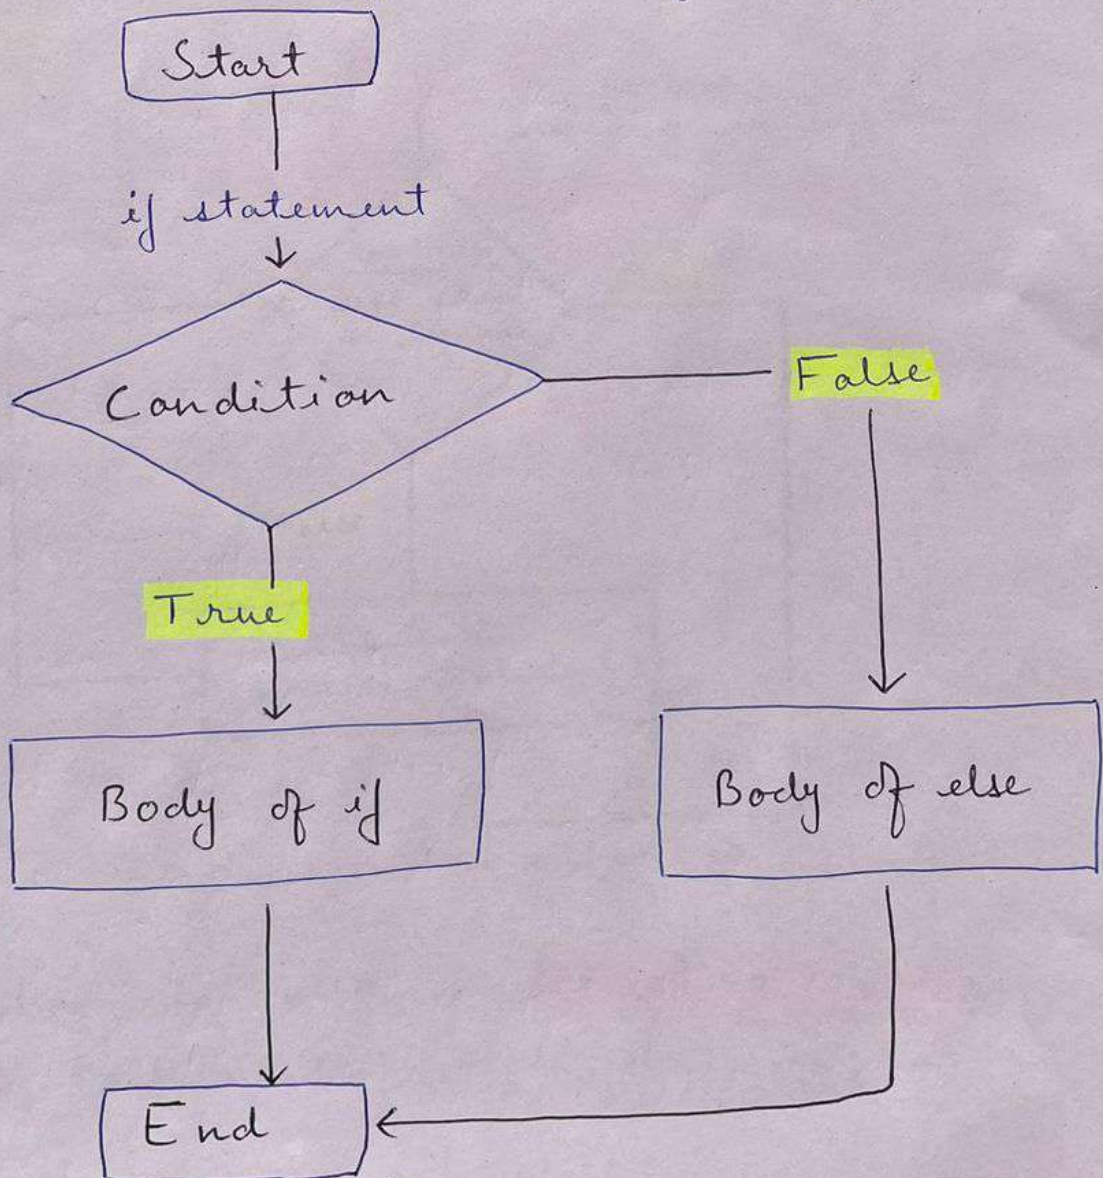 Start
if statement
Condition
False
True
Body of if
Body of else
End